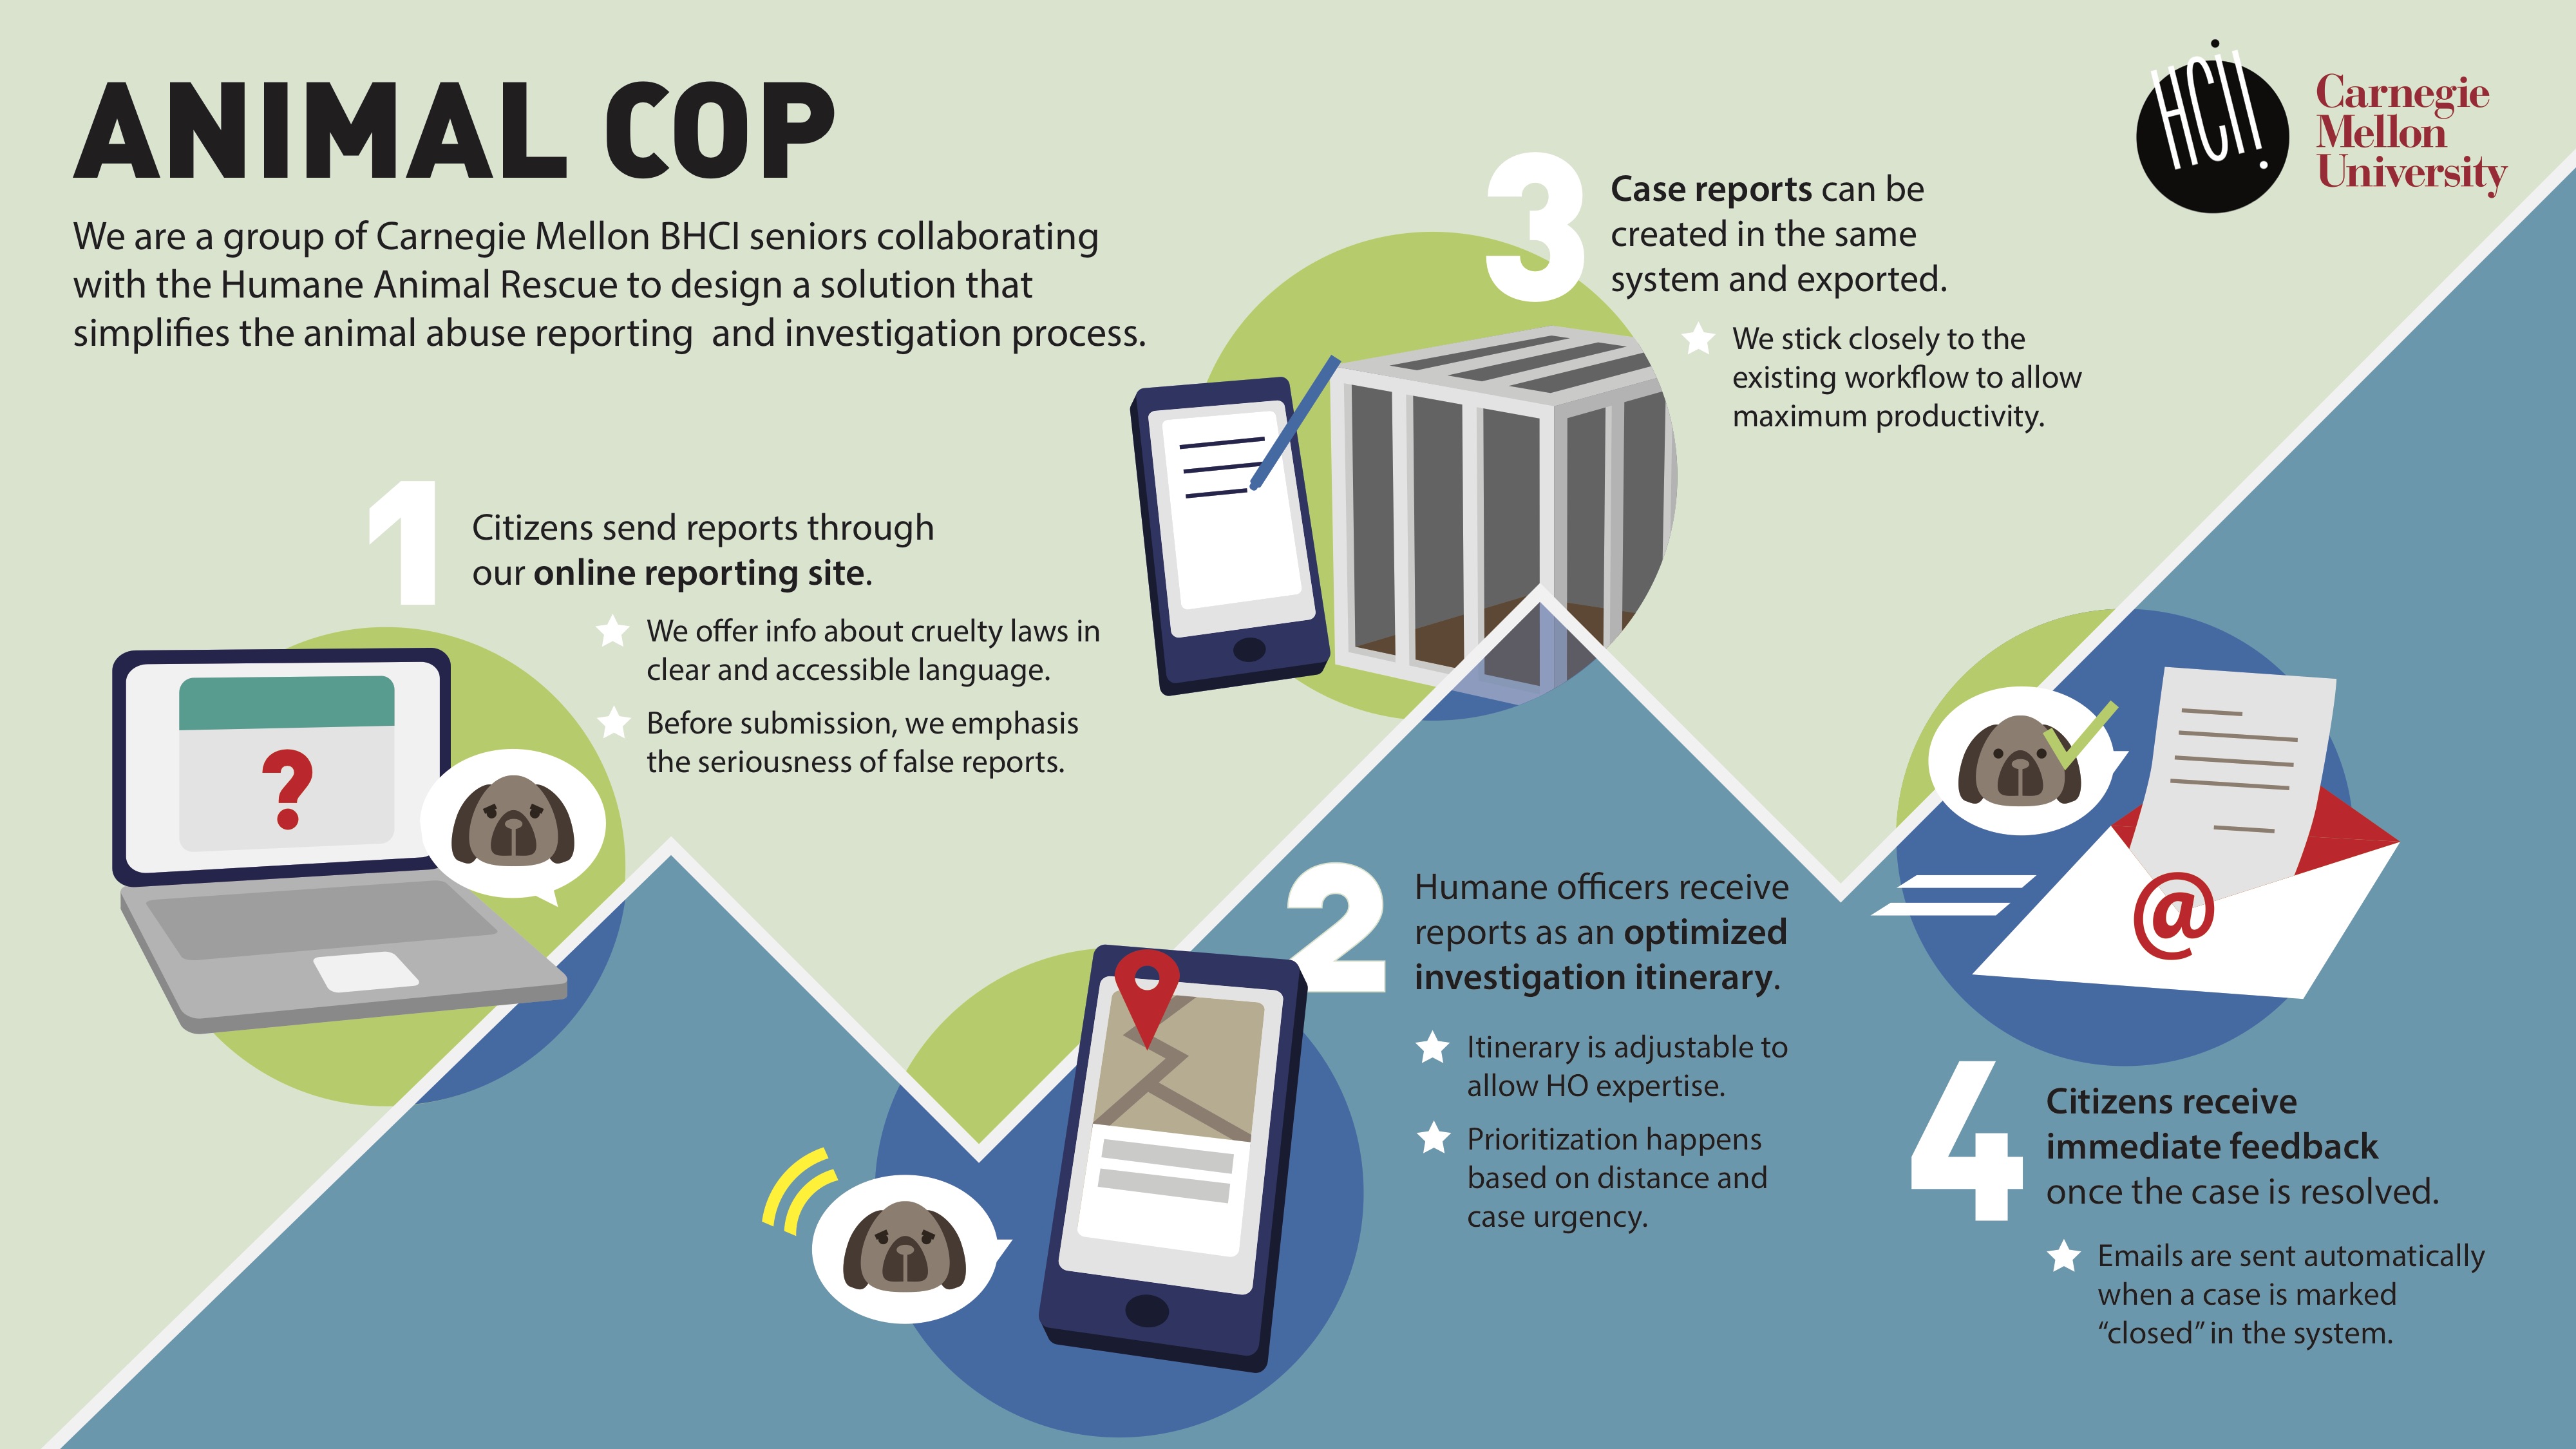 ANIMAL COP
We are a group of Carnegie Mellon BHCI seniors collaborating
with the Humane Animal Rescue to design a solution that
simplifies the animal abuse reporting and investigation process.
HCII
Carnegie
Mellon
University
1
Citizens send reports through
our online reporting site.
We offer info about cruelty laws in
clear and accessible language.
Before submission, we emphasis
the seriousness of false reports.
?
2
Humane officers receive
reports as an optimized
investigation itinerary.
Itinerary is adjustable to
allow HO expertise.
Prioritization happens
based on distance and
case urgency.
3
Case reports can be
created in the same
system and exported.
We stick closely to the
existing workflow to allow
maximum productivity.
@
4
Citizens receive
immediate feedback
once the case is resolved.
Emails are sent automatically
when a case is marked
“closed” in the system.